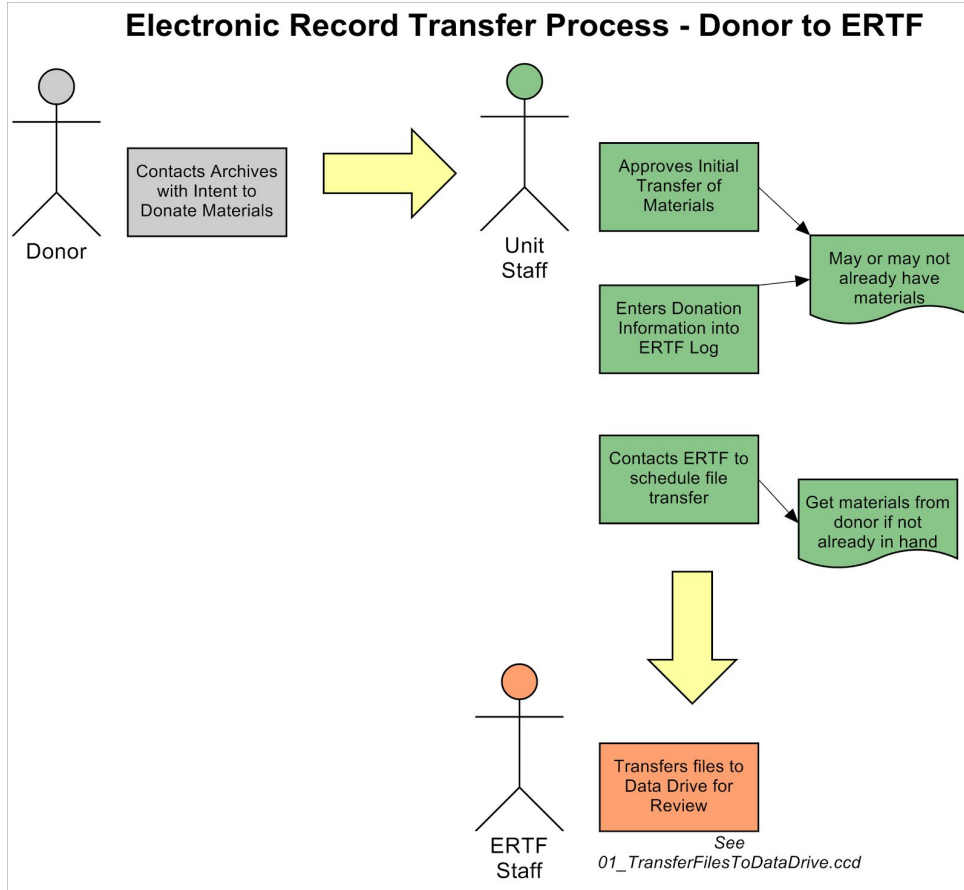 Electronic Record Transfer Process - Donor to ERTF
Contacts Archives
with Intent to
Donate Materials
Donor
Unit
Staff
Approves Initial
Transfer of
Materials
May or may not
already have
materials
Enters Donation
Information into
ERTF Log
Contacts ERTF to
schedule file
transfer
Get materials from
donor if not
already in hand
ERTF
Staff
Transfers files to
Data Drive for
Review
See
01_TransferFilesToDataDrive.ccd